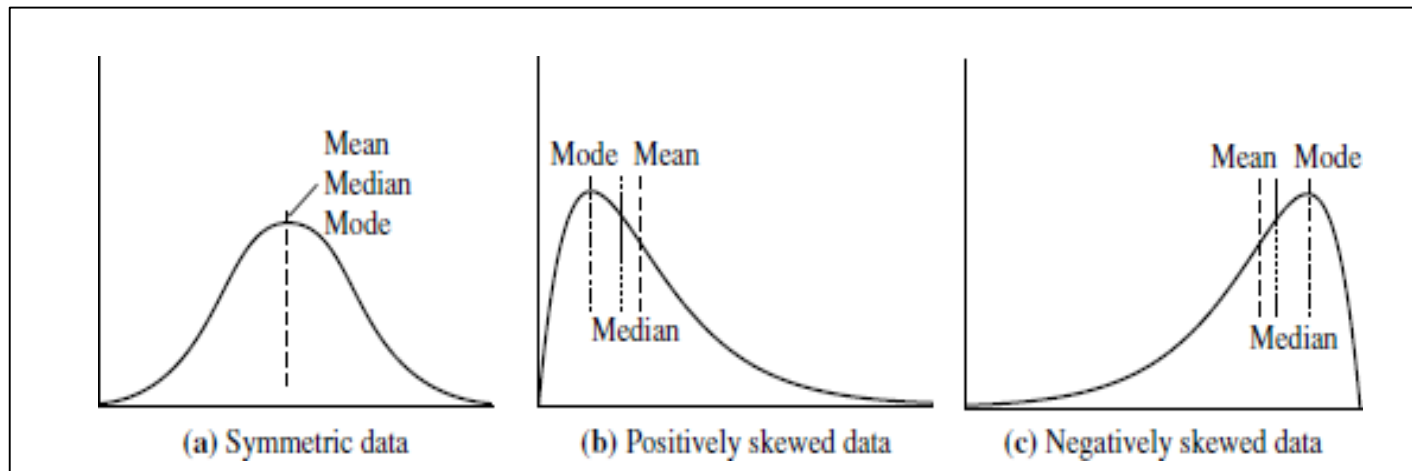 Mean
Median
Mode
(a) Symmetric data
Mode Mean
Median
(b) Positively skewed data
Mean Mode
Median
(c) Negatively skewed data